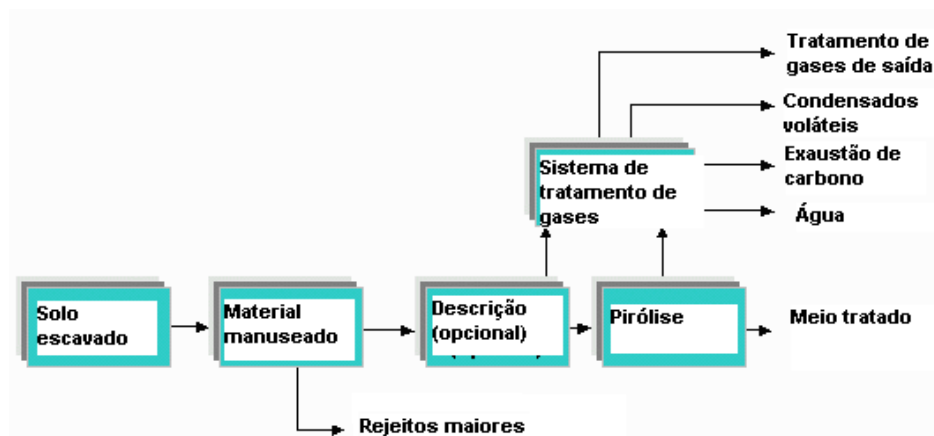 Tratamento de
gases de saída
Condensados
voláteis
Exaustão de
carbono
Água
Sistema de
tratamento de
gases
Solo
escavado
Material
manuseado
Descrição
(opcional)
Pirólise
Meio tratado
Rejeitos maiores